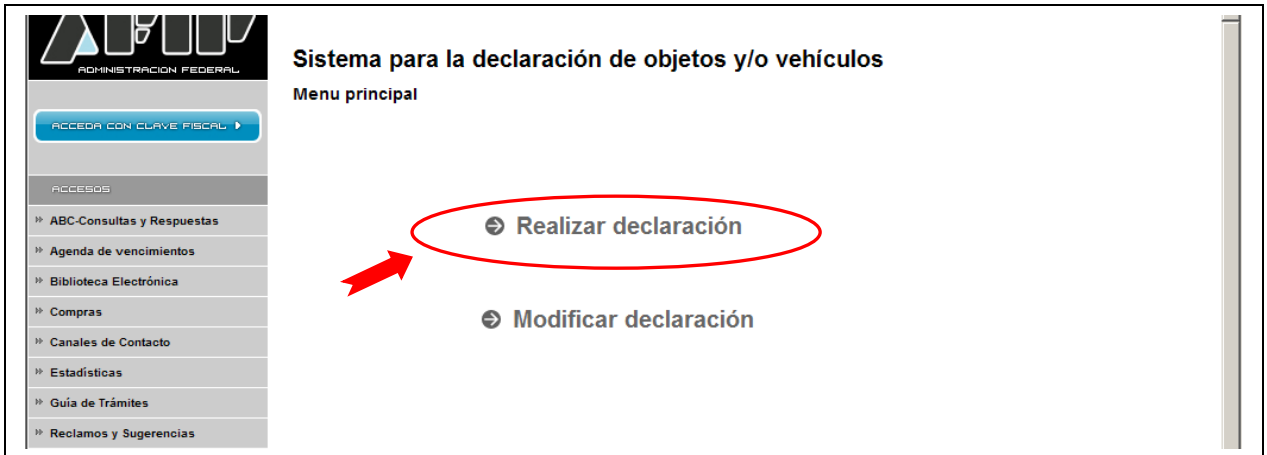 AFIP
ADMINISTRACION FEDERAL
ACCEDA CON CLAVE FISCAL
ACCESOS
ABC-Consultas y Respuestas
Agenda de vencimientos
Biblioteca Electrónica
Compras
Canales de Contacto
Estadísticas
Guía de Trámites
Reclamos y Sugerencias
Sistema para la declaración de objetos y/o vehículos
Menu principal
Realizar declaración
Modificar declaración